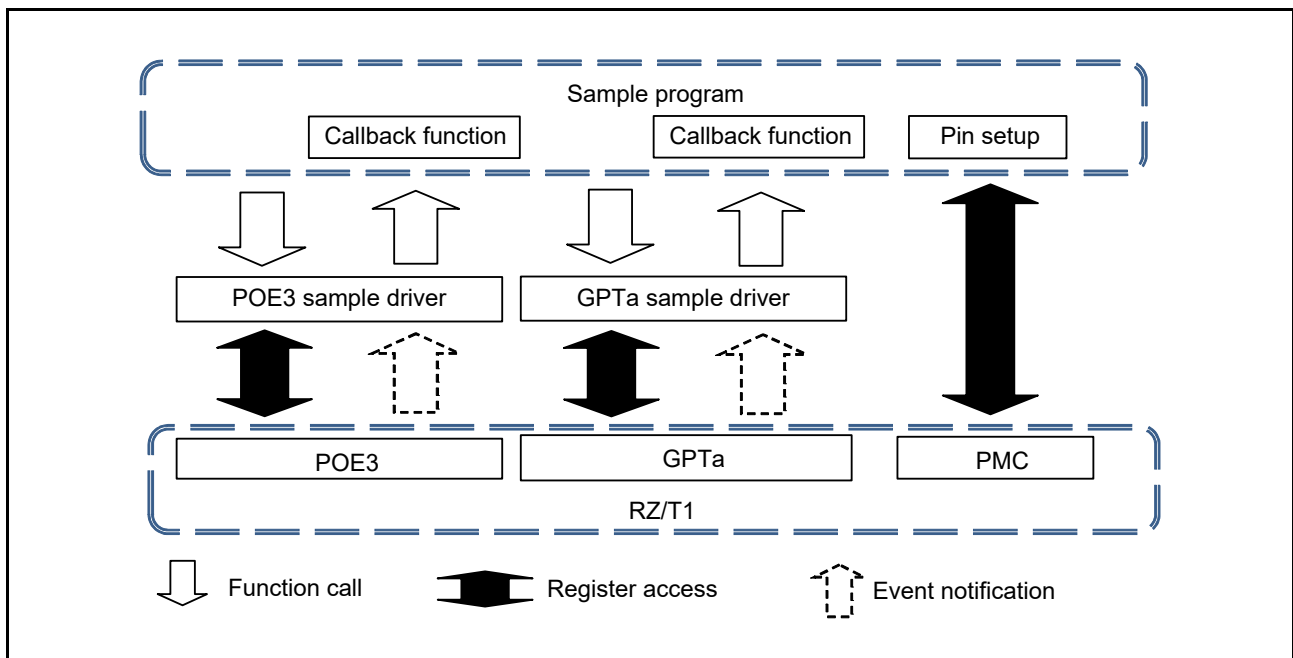 Sample program
Callback function
Callback function
Pin setup
POE3 sample driver
GPTa sample driver
POE3
GPTa
PMC
RZ/T1
Function call
Register access
Event notification